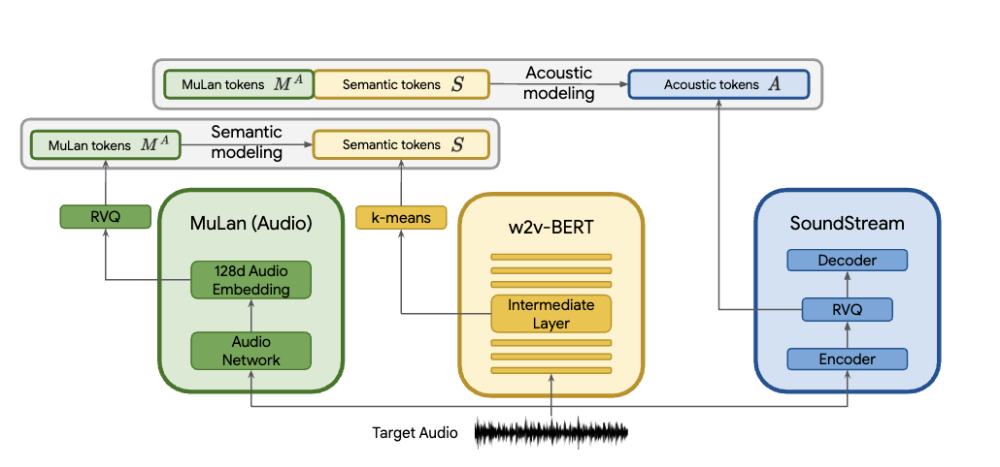 MuLan tokens M^A
Semantic tokens S
Acoustic
modeling
Acoustic tokens A
MuLan tokens M^A
Semantic
modeling
Semantic tokens S
RVQ
MuLan (Audio)
128d Audio
Embedding
Audio
Network
k-means
w2v-BERT
Intermediate
Layer
SoundStream
Decoder
RVQ
Encoder
Target Audio